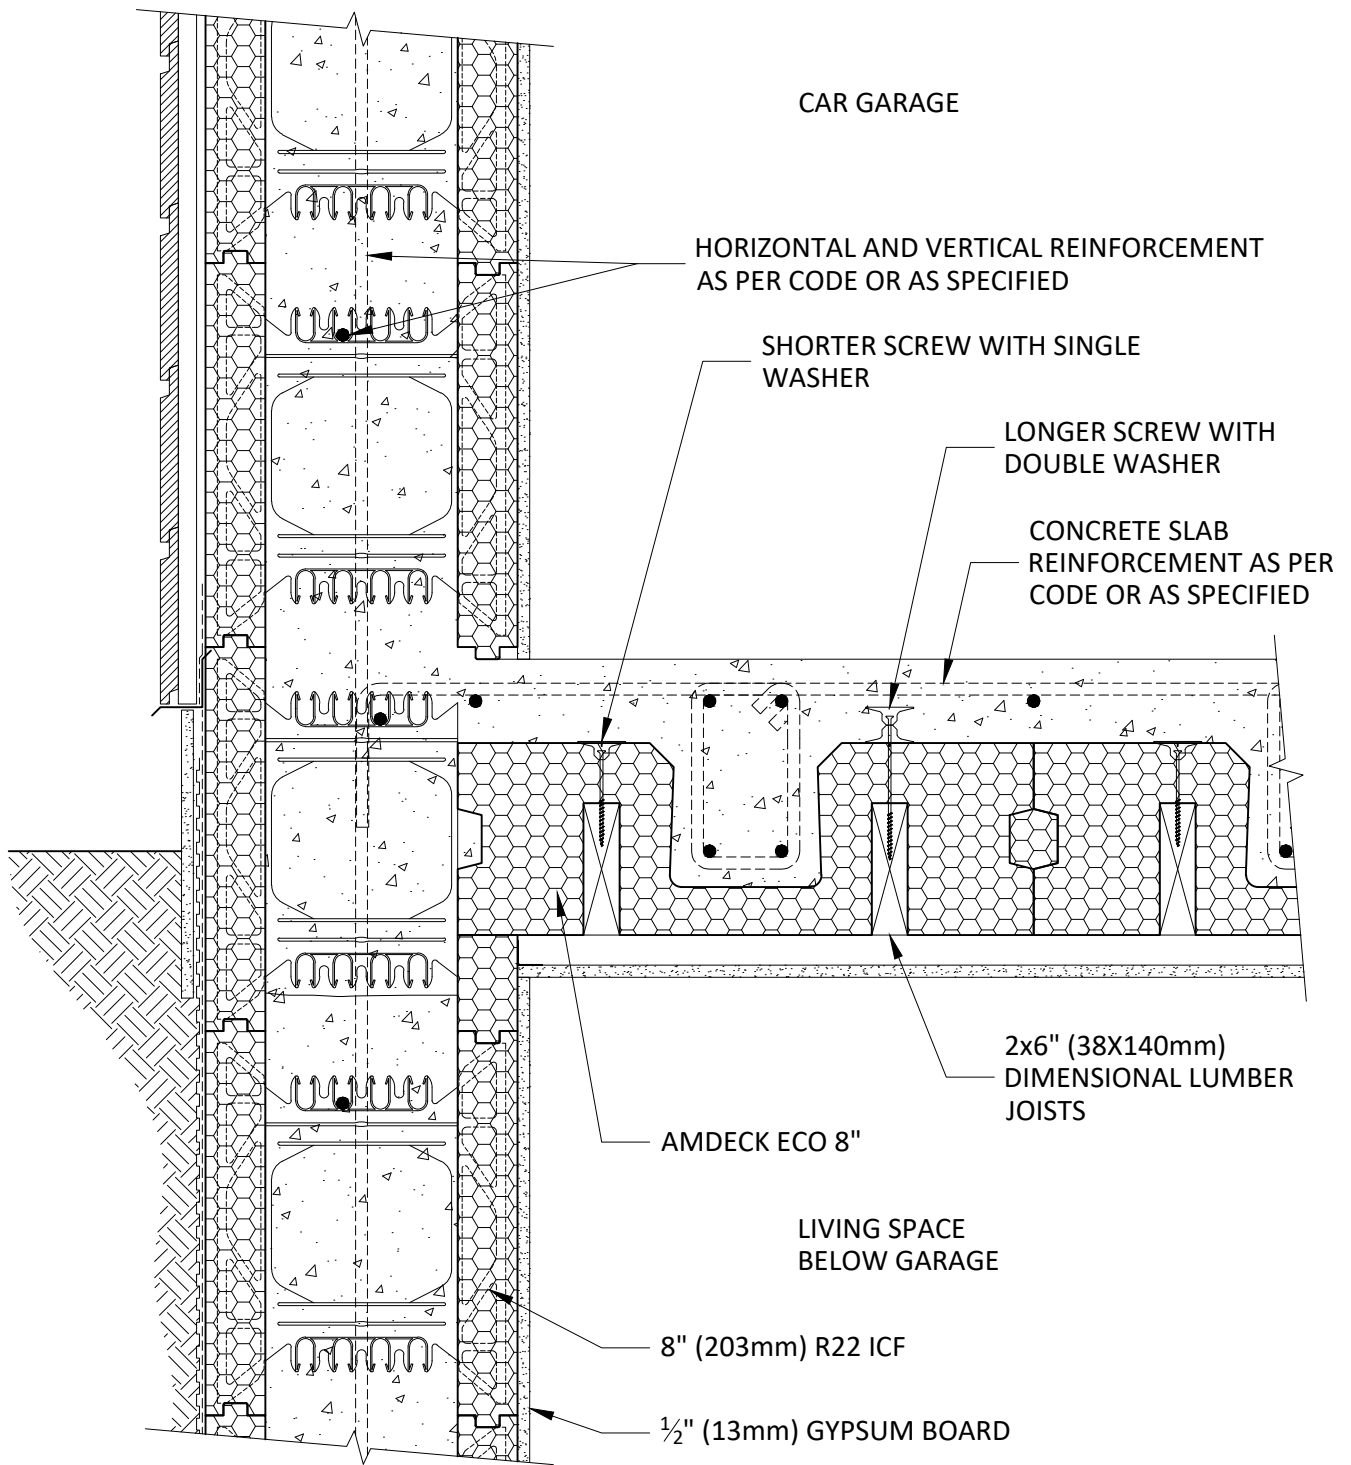 CAR GARAGE
HORIZONTAL AND VERTICAL REINFORCEMENT
AS PER CODE OR AS SPECIFIED
SHORTER SCREW WITH SINGLE
WASHER
LONGER SCREW WITH
DOUBLE WASHER
CONCRETE SLAB
REINFORCEMENT AS PER
CODE OR AS SPECIFIED
2x6" (38X140mm)
DIMENSIONAL LUMBER
JOISTS
AMDECK ECO 8"
LIVING SPACE
BELOW GARAGE
8" (203mm) R22 ICF
½" (13mm) GYPSUM BOARD